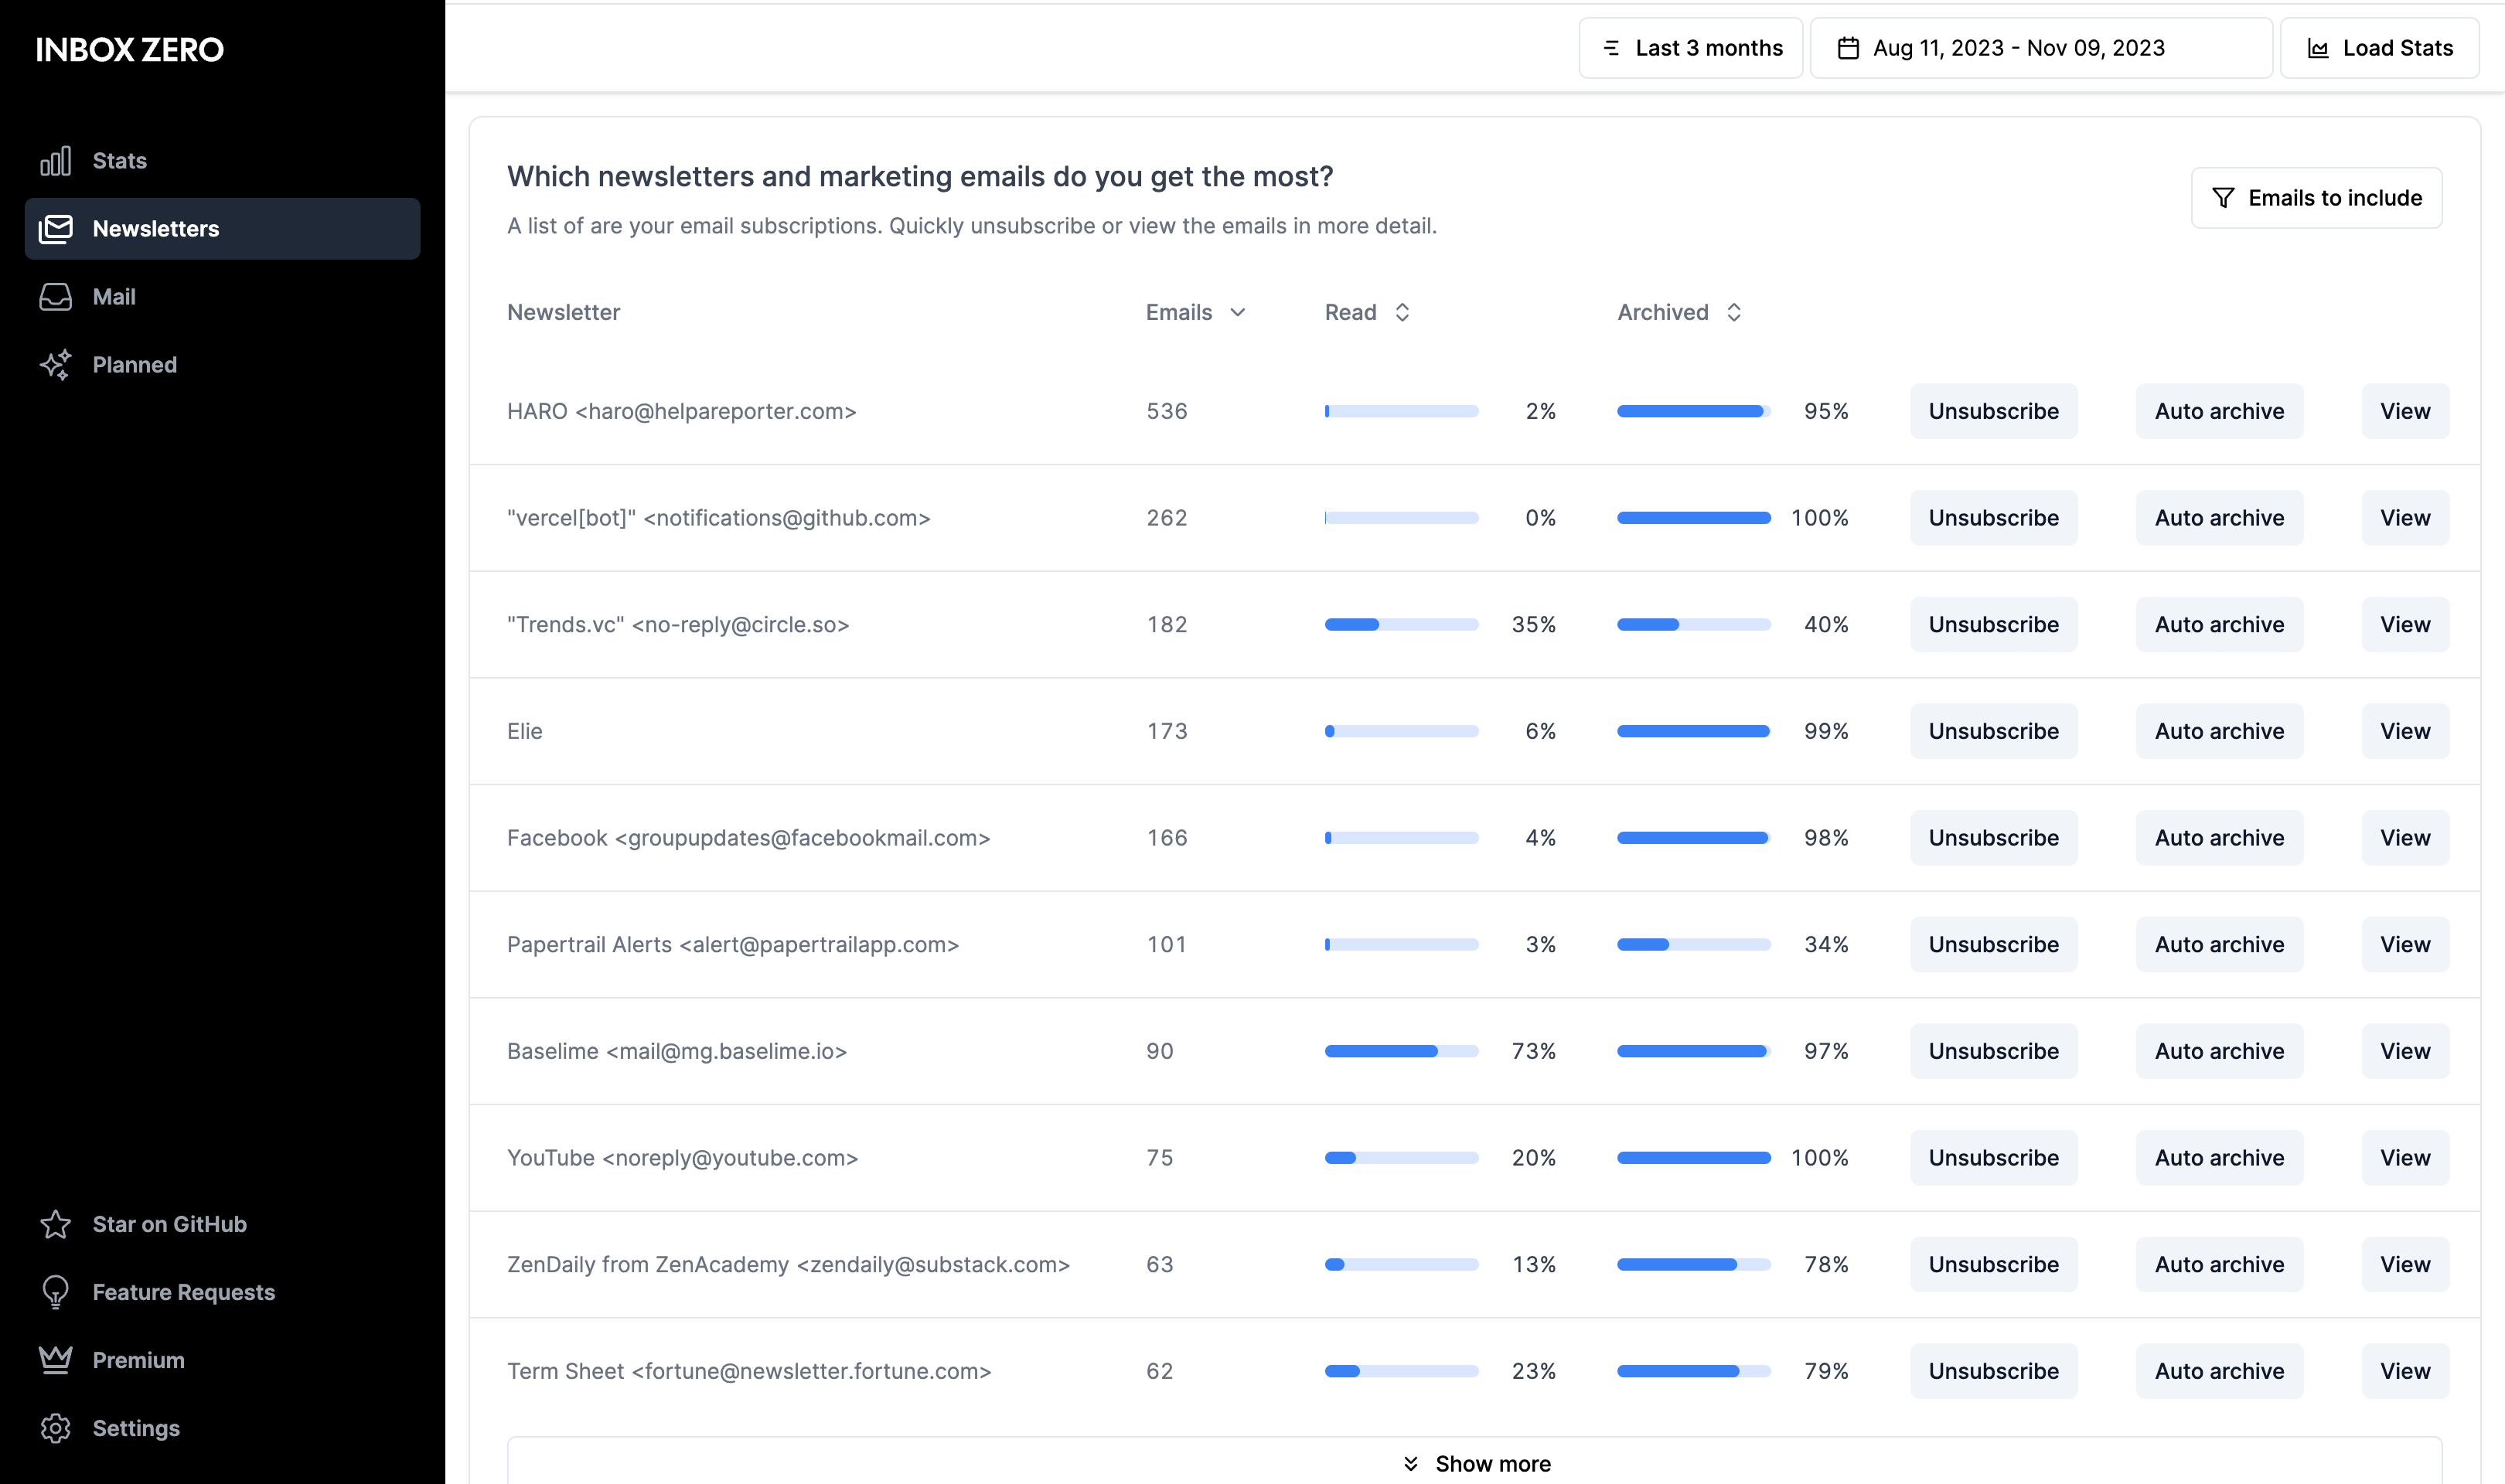 INBOX ZERO
Stats
Newsletters
Mail
Planned
Star on GitHub
Feature Requests
Premium
Settings
Last 3 months Aug 11, 2023 - Nov 09, 2023 Load Stats
Which newsletters and marketing emails do you get the most?
A list of are your email subscriptions. Quickly unsubscribe or view the emails in more detail.
Emails to include
Newsletter Emails Read Archived
HARO <haro@helpareporter.com> 536 2% 95% Unsubscribe Auto archive View
"vercel[bot]" <notifications@github.com> 262 0% 100% Unsubscribe Auto archive View
"Trends.vc" <no-reply@circle.so> 182 35% 40% Unsubscribe Auto archive View
Elie 173 6% 99% Unsubscribe Auto archive View
Facebook <groupupdates@facebookmail.com> 166 4% 98% Unsubscribe Auto archive View
Papertrail Alerts <alert@papertrailapp.com> 101 3% 34% Unsubscribe Auto archive View
Baselime <mail@mg.baselime.io> 90 73% 97% Unsubscribe Auto archive View
YouTube <noreply@youtube.com> 75 20% 100% Unsubscribe Auto archive View
ZenDaily from ZenAcademy <zendaily@substack.com> 63 13% 78% Unsubscribe Auto archive View
Term Sheet <fortune@newsletter.fortune.com> 62 23% 79% Unsubscribe Auto archive View
Show more